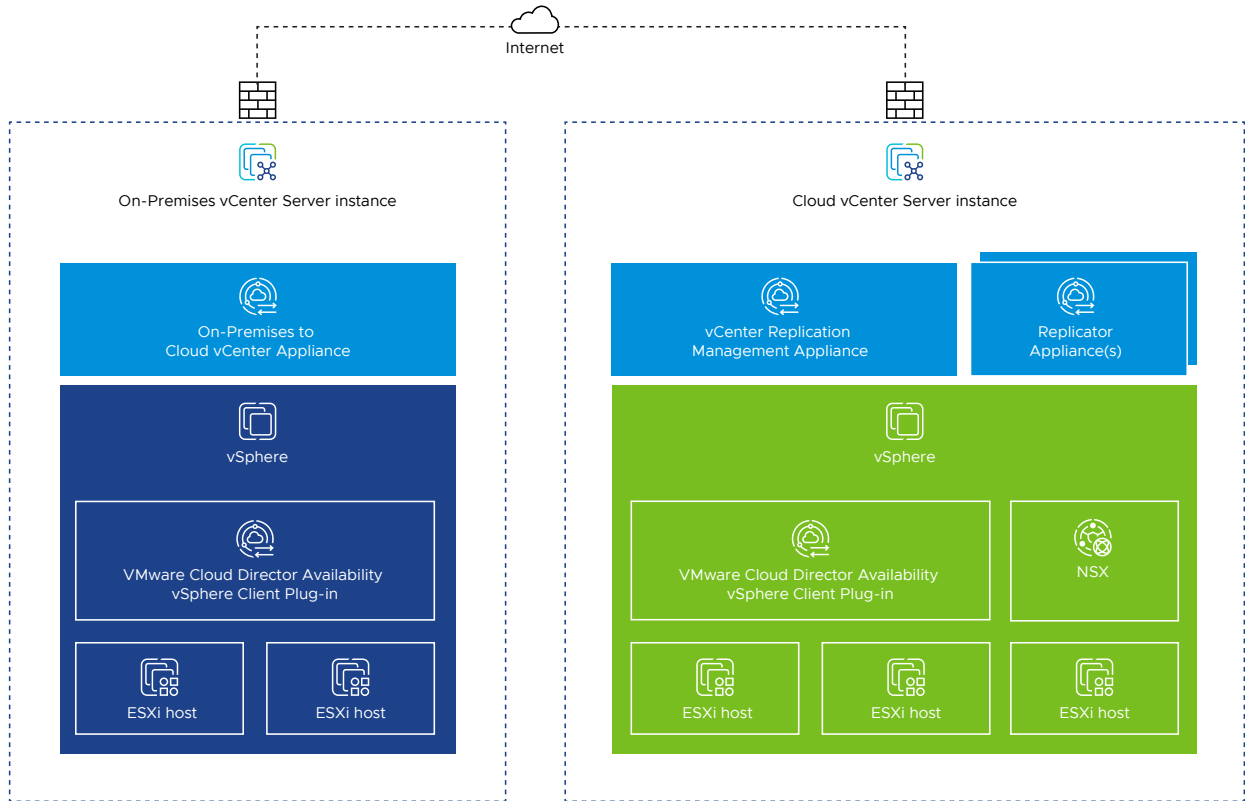 Internet
On-Premises vCenter Server instance
On-Premises to
Cloud vCenter Appliance
vSphere
VMware Cloud Director Availability
vSphere Client Plug-in
ESXi host
ESXi host
Cloud vCenter Server instance
vCenter Replication
Management Appliance
Replicator
Appliance(s)
vSphere
VMware Cloud Director Availability
vSphere Client Plug-in
NSX
ESXi host
ESXi host
ESXi host